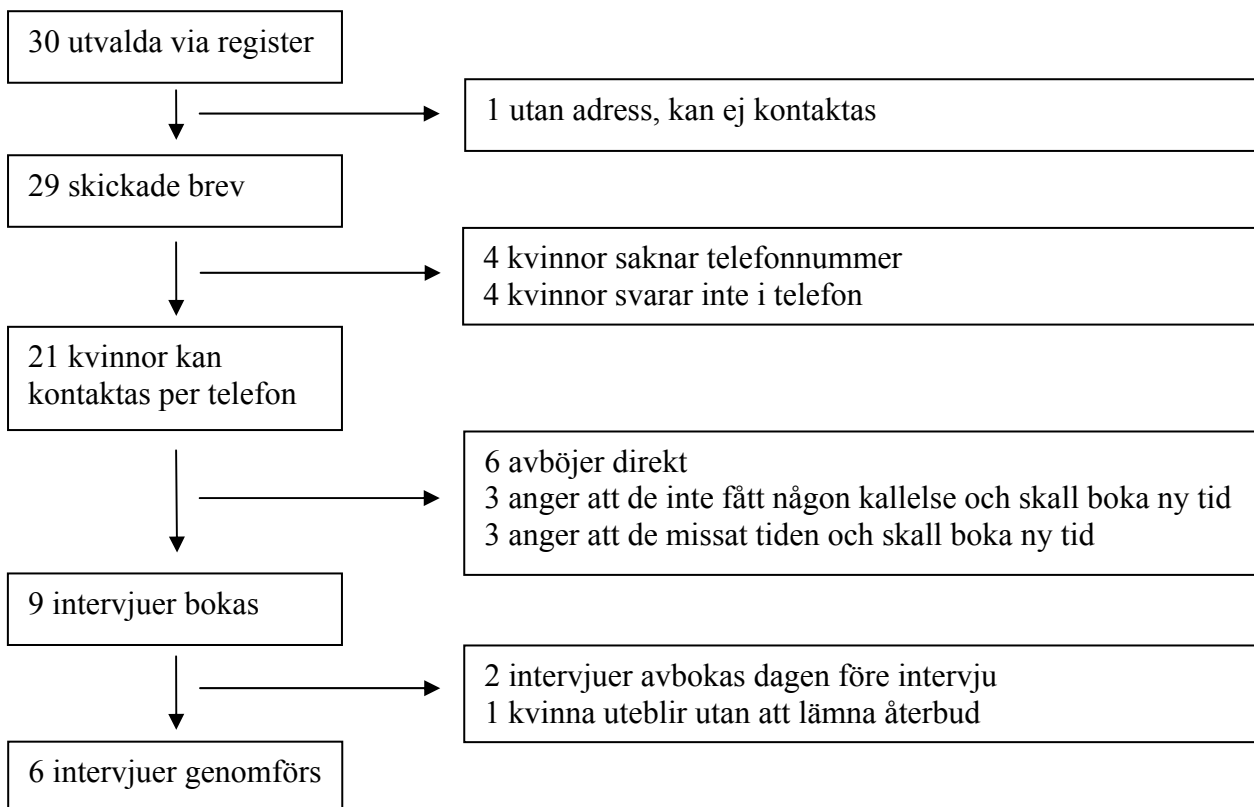 30 utvalda via register
1 utan adress, kan ej kontaktas
29 skickade brev
4 kvinnor saknar telefonnummer
4 kvinnor svarar inte i telefon
21 kvinnor kan
kontaktas per telefon
6 avböjer direkt
3 anger att de inte fått någon kallelse och skall boka ny tid
3 anger att de missat tiden och skall boka ny tid
9 intervjuer bokas
2 intervjuer avbokas dagen före intervju
1 kvinna uteblir utan att lämna återbud
6 intervjuer genomförs